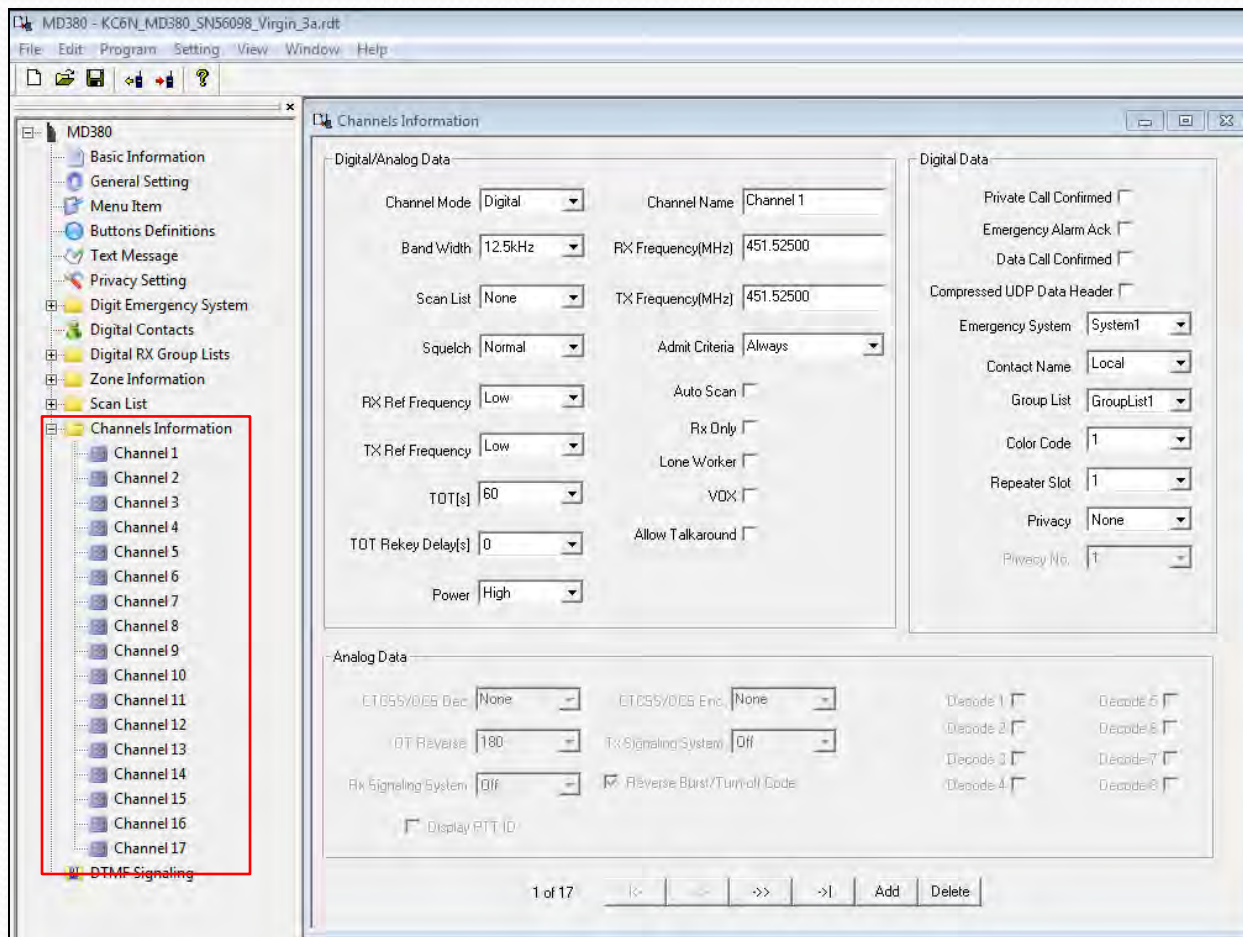 MD380 - KC6N_MD380_SN56098_Virgin_3a.rdt
File Edit Program Setting View Window Help
MD380
Basic Information
General Setting
Menu Item
Buttons Definitions
Text Message
Privacy Setting
Digit Emergency System
Digital Contacts
Digital RX Group Lists
Zone Information
Scan List
Channels Information
Channel 1
Channel 2
Channel 3
Channel 4
Channel 5
Channel 6
Channel 7
Channel 8
Channel 9
Channel 10
Channel 11
Channel 12
Channel 13
Channel 14
Channel 15
Channel 16
Channel 17
DTMF Signaling
Channels Information
Digital/Analog Data
Channel Mode Digital
Band Width 12.5kHz
Scan List None
Squelch Normal
RX Ref Frequency Low
TX Ref Frequency Low
TOT[s] 60
TOT Rekey Delay[s] 0
Power High
Channel Name Channel 1
RX Frequency(MHz) 451.52500
TX Frequency(MHz) 451.52500
Admit Criteria Always
Auto Scan
Rx Only
Lone Worker
VOX
Allow Talkaround
Digital Data
Private Call Confirmed
Emergency Alarm Ack
Data Call Confirmed
Compressed UDP Data Header
Emergency System System1
Contact Name Local
Group List GroupList1
Color Code 1
Repeater Slot 1
Privacy None
Privacy No. 1
Analog Data
CTCSS/DCS Dec None
QT Reverse 180
Rx Signaling System Off
Display PTT ID
CTCSS/DCS Enc None
Tx Signaling System Off
Reverse Burst/Turn-off Code
Decode 1
Decode 2
Decode 3
Decode 4
Decode 5
Decode 6
Decode 7
Decode 8
1 of 17 |<- <<- ->> ->| Add Delete